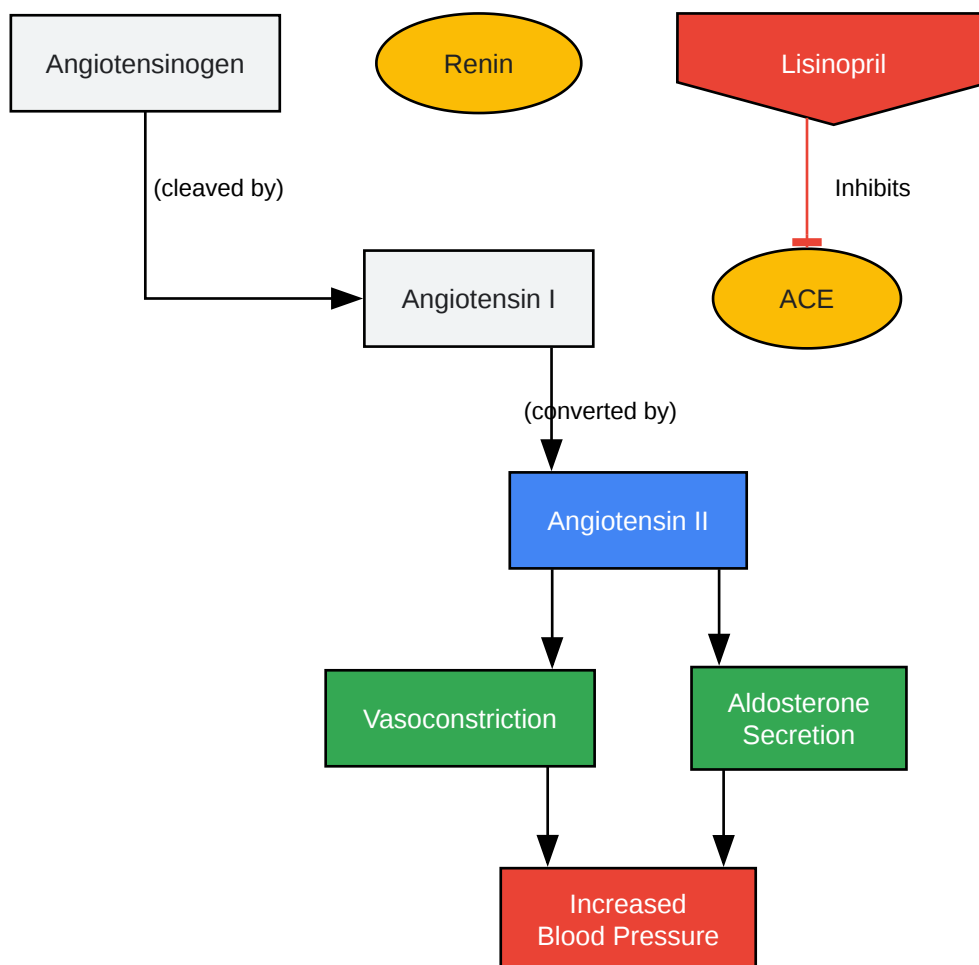 Angiotensinogen
Renin
Lisinopril
(cleaved by)
Inhibits
Angiotensin I
ACE
(converted by)
Angiotensin II
Vasoconstriction
Aldosterone
Secretion
Increased
Blood Pressure